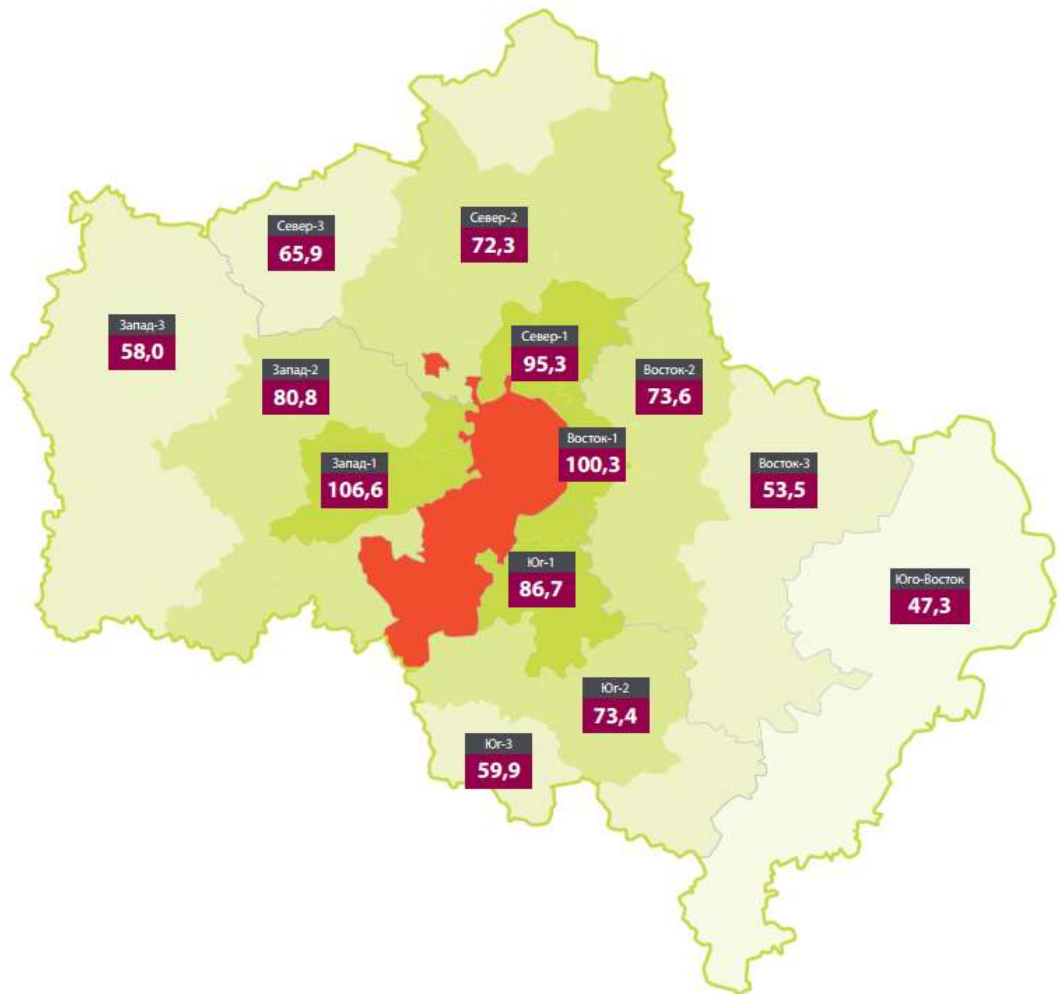 Север-2
72,3
Север-3
65,9
Запад-3
58,0
Север-1
95,3
Запад-2
80,8
Восток-2
73,6
Восток-1
100,3
Запад-1
106,6
Восток-3
53,5
Юг-1
86,7
Юго-Восток
47,3
Юг-2
73,4
Юг-3
59,9